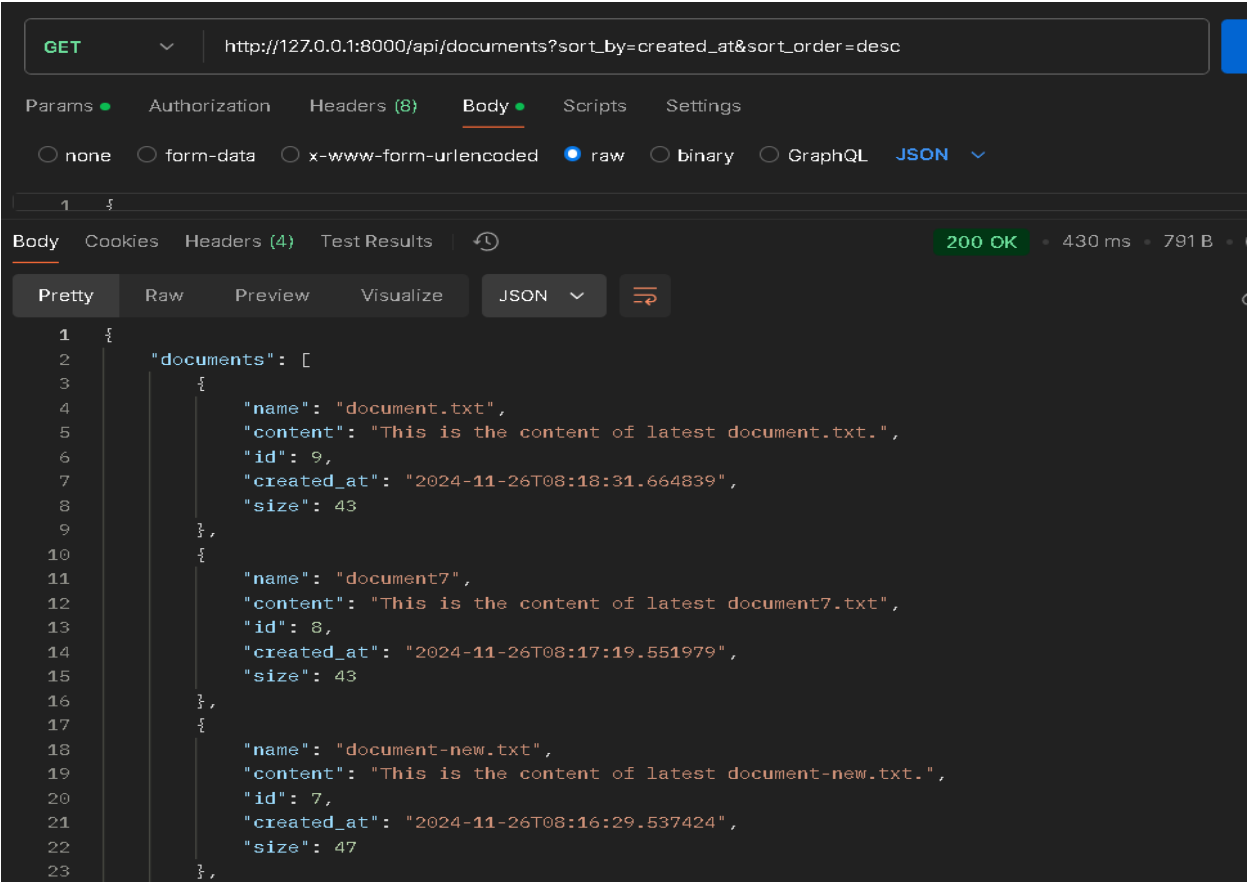 GET http://127.0.0.1:8000/api/documents?sort_by=created_at&sort_order=desc
Params Authorization Headers (8) Body Scripts Settings
none form-data x-www-form-urlencoded raw binary GraphQL JSON
1 {
Body Cookies Headers (4) Test Results 200 OK 430 ms 791 B
Pretty Raw Preview Visualize JSON
1 {
2 "documents": [
3 {
4 "name": "document.txt",
5 "content": "This is the content of latest document.txt.",
6 "id": 9,
7 "created_at": "2024-11-26T08:18:31.664839",
8 "size": 43
9 },
10 {
11 "name": "document7",
12 "content": "This is the content of latest document7.txt",
13 "id": 8,
14 "created_at": "2024-11-26T08:17:19.551979",
15 "size": 43
16 },
17 {
18 "name": "document-new.txt",
19 "content": "This is the content of latest document-new.txt.",
20 "id": 7,
21 "created_at": "2024-11-26T08:16:29.537424",
22 "size": 47
23 },